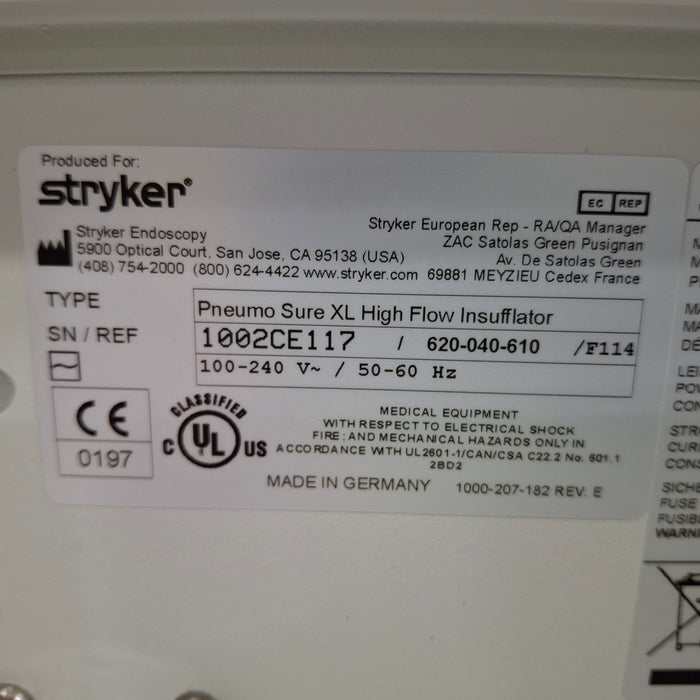 Produced For:
stryker®
EC REP
Stryker Endoscopy
5900 Optical Court, San Jose, CA 95138 (USA)
(408) 754-2000 (800) 624-4422 www.stryker.com
Stryker European Rep - RA/QA Manager
ZAC Satolas Green Pusignan
Av. De Satolas Green
69881 MEYZIEU Cedex France
TYPE
Pneumo Sure XL High Flow Insufflator
SN / REF
1002CE117 / 620-040-610 /F114
100-240 V~ / 50-60 Hz
CE
0197
CLASSIFIED
C UL US
MEDICAL EQUIPMENT
WITH RESPECT TO ELECTRICAL SHOCK
FIRE; AND MECHANICAL HAZARDS ONLY IN
ACCORDANCE WITH UL2601-1/CAN/CSA C22.2 No. 601.1
2BD2
MADE IN GERMANY
1000-207-182 REV. E
FUSE